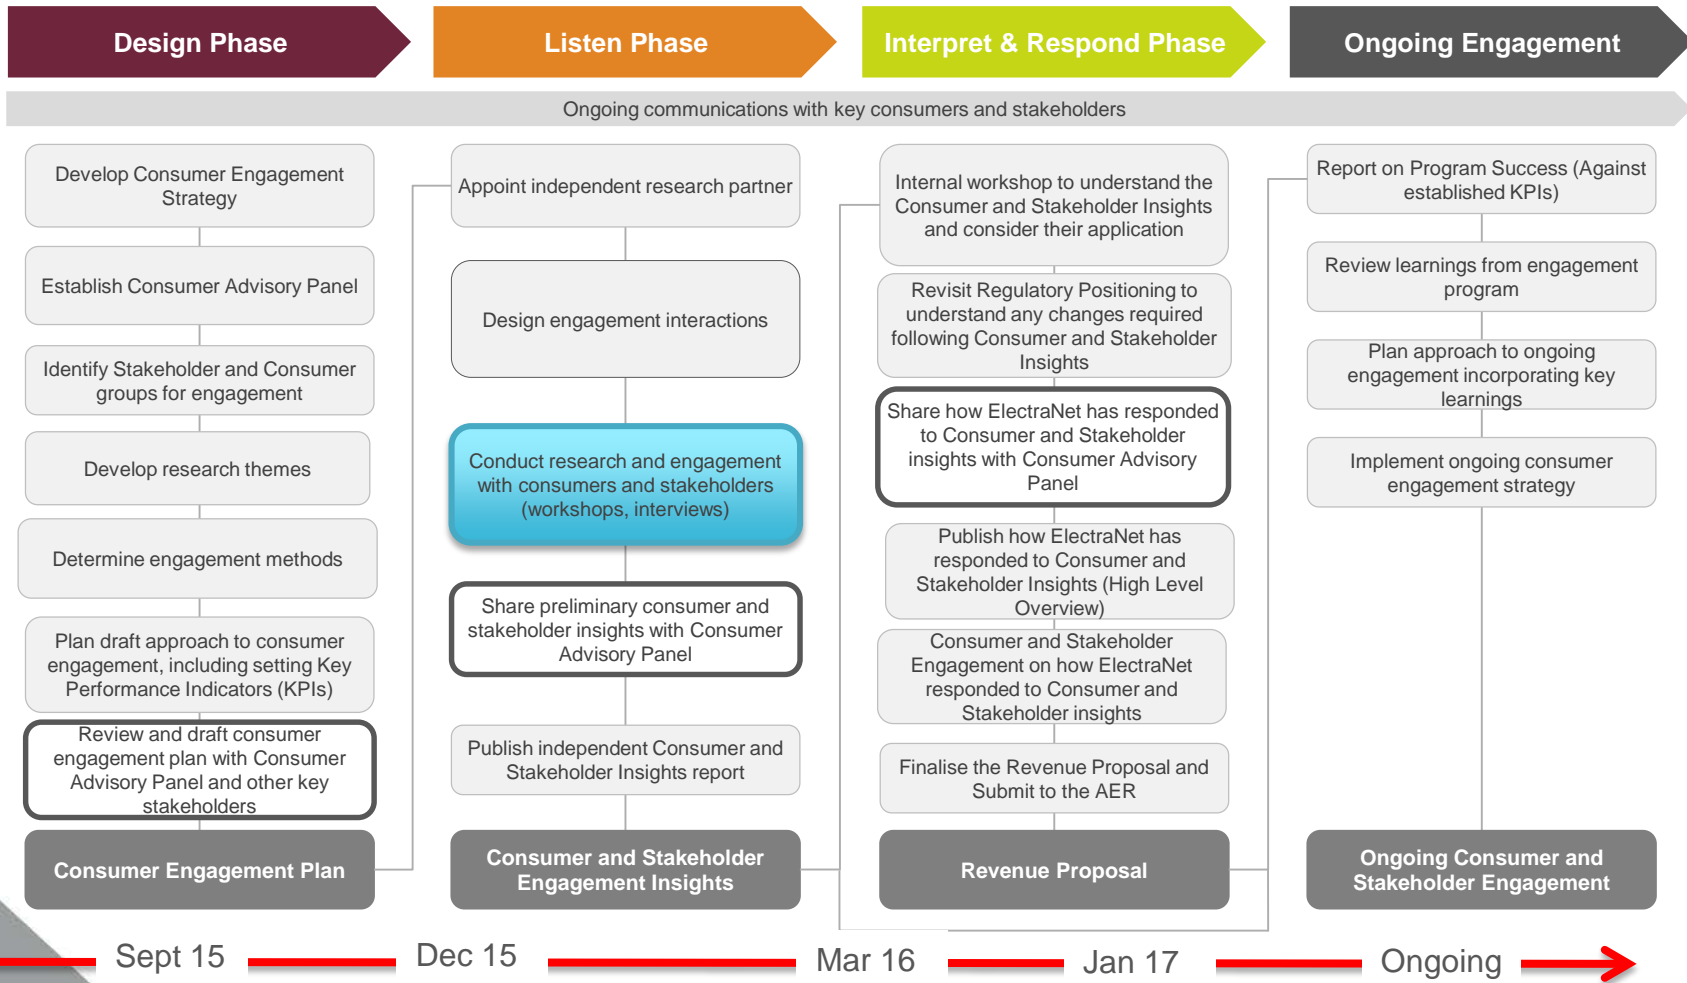 Design Phase
Listen Phase
Interpret & Respond Phase
Ongoing Engagement
Ongoing communications with key consumers and stakeholders
Develop Consumer Engagement
Strategy
Establish Consumer Advisory Panel
Identify Stakeholder and Consumer
groups for engagement
Develop research themes
Determine engagement methods
Plan draft approach to consumer
engagement, including setting Key
Performance Indicators (KPIs)
Review and draft consumer
engagement plan with Consumer
Advisory Panel and other key
stakeholders
Consumer Engagement Plan
Appoint independent research partner
Design engagement interactions
Conduct research and engagement
with consumers and stakeholders
(workshops, interviews)
Share preliminary consumer and
stakeholder insights with Consumer
Advisory Panel
Publish independent Consumer and
Stakeholder Insights report
Consumer and Stakeholder
Engagement Insights
Internal workshop to understand the
Consumer and Stakeholder Insights
and consider their application
Revisit Regulatory Positioning to
understand any changes required
following Consumer and Stakeholder
Insights
Share how ElectraNet has responded
to Consumer and Stakeholder
insights with Consumer Advisory
Panel
Publish how ElectraNet has
responded to Consumer and
Stakeholder Insights (High Level
Overview)
Consumer and Stakeholder
Engagement on how ElectraNet
responded to Consumer and
Stakeholder insights
Finalise the Revenue Proposal and
Submit to the AER
Revenue Proposal
Report on Program Success (Against
established KPIs)
Review learnings from engagement
program
Plan approach to ongoing
engagement incorporating key
learnings
Implement ongoing consumer
engagement strategy
Ongoing Consumer and
Stakeholder Engagement
Sept 15
Dec 15
Mar 16
Jan 17
Ongoing